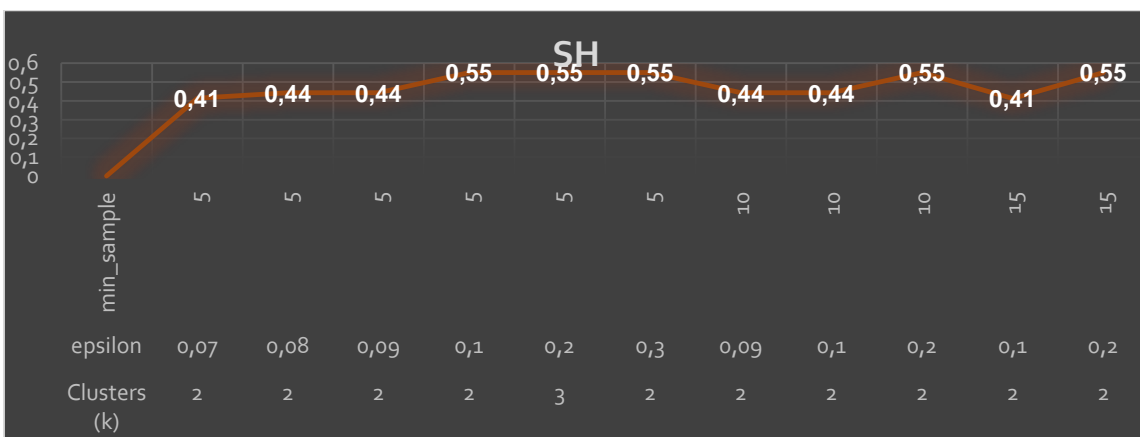 SH
0,6
0,5
0,4
0,3
0,2
0,1
0
0,41 0,44 0,44 0,55 0,55 0,55 0,44 0,44 0,55 0,41 0,55
min_sample 5 5 5 5 5 5 10 10 10 15 15
epsilon 0,07 0,08 0,09 0,1 0,2 0,3 0,09 0,1 0,2 0,1 0,2
Clusters (k) 2 2 2 2 3 2 2 2 2 2 2